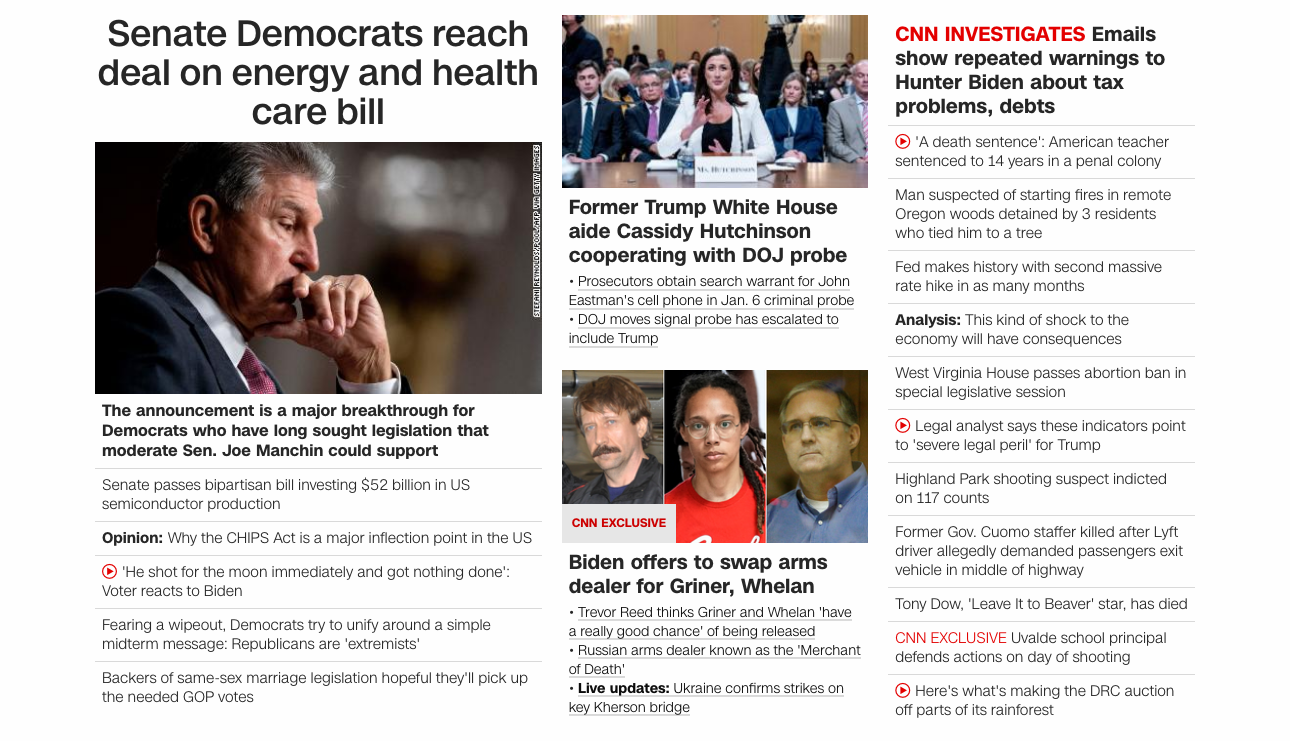 Senate Democrats reach
deal on energy and health
care bill
STEFANI REYNOLDS/POOL/AFP VIA GETTY IMAGES
The announcement is a major breakthrough for
Democrats who have long sought legislation that
moderate Sen. Joe Manchin could support
Senate passes bipartisan bill investing $52 billion in US
semiconductor production
Opinion: Why the CHIPS Act is a major inflection point in the US
'He shot for the moon immediately and got nothing done':
Voter reacts to Biden
Fearing a wipeout, Democrats try to unify around a simple
midterm message: Republicans are 'extremists'
Backers of same-sex marriage legislation hopeful they'll pick up
the needed GOP votes
MS. HUTCHINSON
Former Trump White House
aide Cassidy Hutchinson
cooperating with DOJ probe
• Prosecutors obtain search warrant for John
Eastman's cell phone in Jan. 6 criminal probe
• DOJ moves signal probe has escalated to
include Trump
CNN EXCLUSIVE
Biden offers to swap arms
dealer for Griner, Whelan
• Trevor Reed thinks Griner and Whelan 'have
a really good chance' of being released
• Russian arms dealer known as the 'Merchant
of Death'
• Live updates: Ukraine confirms strikes on
key Kherson bridge
CNN INVESTIGATES Emails
show repeated warnings to
Hunter Biden about tax
problems, debts
'A death sentence': American teacher
sentenced to 14 years in a penal colony
Man suspected of starting fires in remote
Oregon woods detained by 3 residents
who tied him to a tree
Fed makes history with second massive
rate hike in as many months
Analysis: This kind of shock to the
economy will have consequences
West Virginia House passes abortion ban in
special legislative session
Legal analyst says these indicators point
to 'severe legal peril' for Trump
Highland Park shooting suspect indicted
on 117 counts
Former Gov. Cuomo staffer killed after Lyft
driver allegedly demanded passengers exit
vehicle in middle of highway
Tony Dow, 'Leave It to Beaver' star, has died
CNN EXCLUSIVE Uvalde school principal
defends actions on day of shooting
Here's what's making the DRC auction
off parts of its rainforest